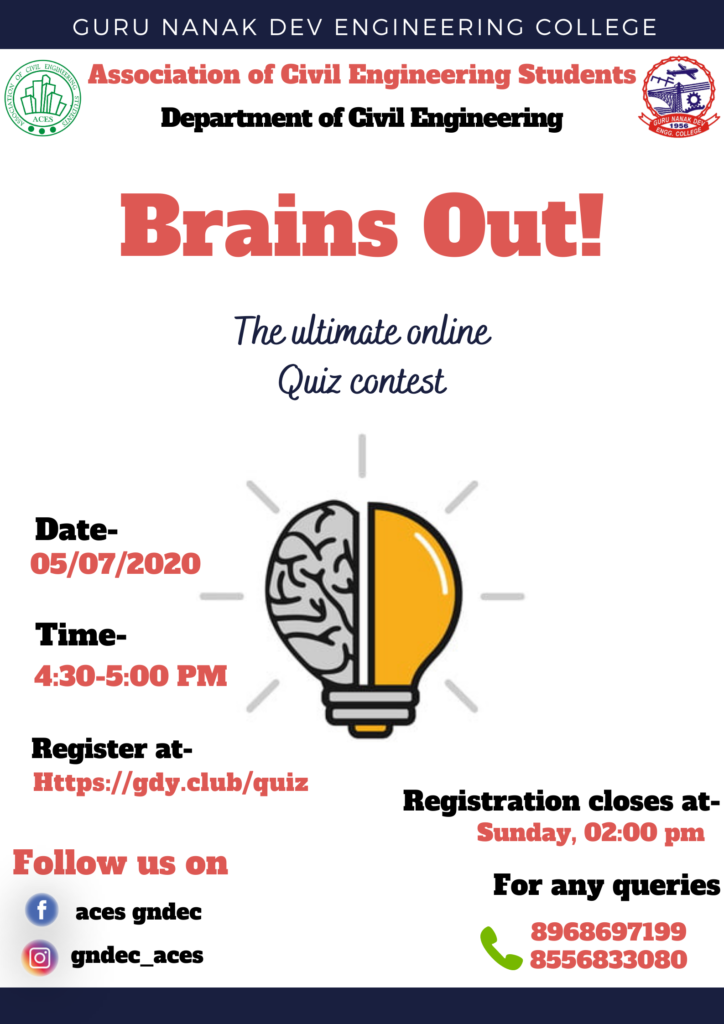 GURU NANAK DEV ENGINEERING COLLEGE
Association of Civil Engineering Students
Department of Civil Engineering
ASSOCIATION OF CIVIL ENGINEERING STUDENTS
ACES
GURU NANAK DEV
1956
ENGG. COLLEGE
Brains Out!
The ultimate online
Quiz contest
Date-
05/07/2020
Time-
4:30-5:00 PM
Register at-
Https://gdy.club/quiz
Registration closes at-
Sunday, 02:00 pm
Follow us on
aces gndec
gndec_aces
For any queries
8968697199
8556833080